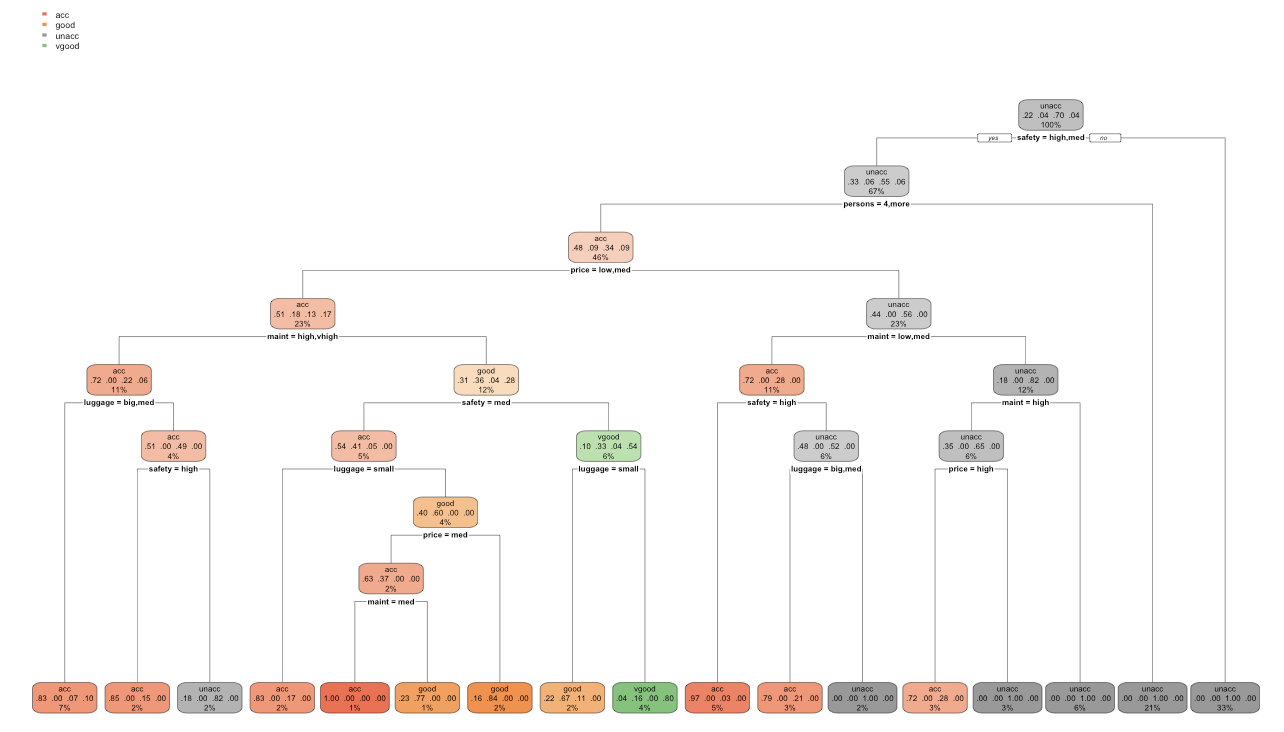 acc
good
unacc
vgood
unacc
.22 .04 .70 .04
100%
yes safety = high,med no
unacc
.33 .06 .55 .06
67%
persons = 4,more
acc
.48 .09 .34 .09
46%
price = low,med
acc
.51 .18 .13 .17
23%
unacc
.44 .00 .56 .00
23%
maint = high,vhigh
maint = low,med
acc
.72 .00 .22 .06
11%
good
.31 .36 .04 .28
12%
acc
.72 .00 .28 .00
11%
unacc
.18 .00 .82 .00
12%
luggage = big,med
safety = med
safety = high
maint = high
acc
.51 .00 .49 .00
4%
acc
.54 .41 .05 .00
5%
vgood
.10 .33 .04 .54
6%
unacc
.48 .00 .52 .00
6%
unacc
.35 .00 .65 .00
6%
safety = high
luggage = small
luggage = small
luggage = big,med
price = high
good
.40 .60 .00 .00
4%
price = med
acc
.63 .37 .00 .00
2%
maint = med
acc
.83 .00 .07 .10
7%
acc
.85 .00 .15 .00
2%
unacc
.18 .00 .82 .00
2%
acc
.83 .00 .17 .00
2%
acc
1.00 .00 .00 .00
1%
good
.23 .77 .00 .00
1%
good
.16 .84 .00 .00
2%
good
.22 .67 .11 .00
2%
vgood
.04 .16 .00 .80
4%
acc
.97 .00 .03 .00
5%
acc
.79 .00 .21 .00
3%
unacc
.00 .00 1.00 .00
2%
acc
.72 .00 .28 .00
3%
unacc
.00 .00 1.00 .00
3%
unacc
.00 .00 1.00 .00
6%
unacc
.00 .00 1.00 .00
21%
unacc
.00 .00 1.00 .00
33%